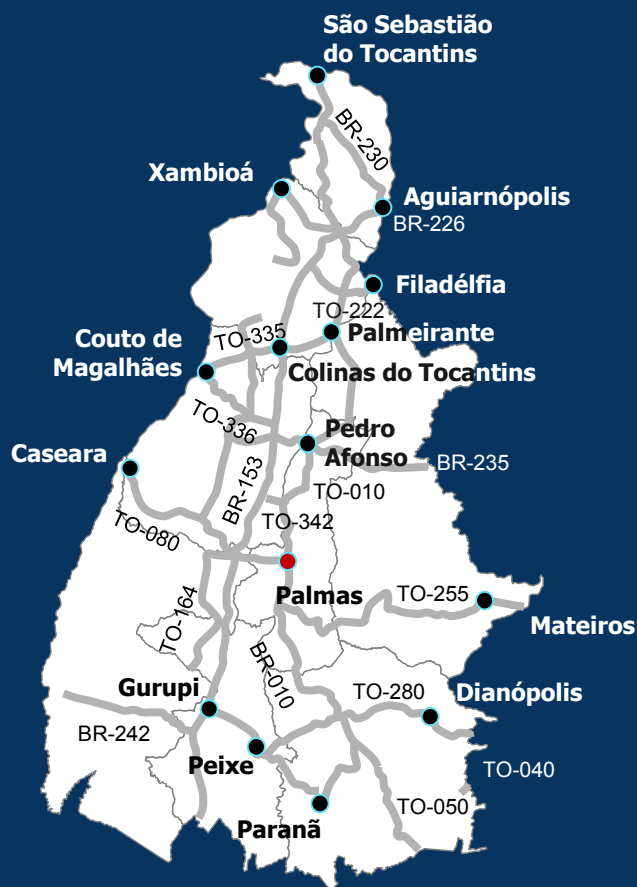 São Sebastião
do Tocantins
BR-230
Xambioá
Aguiarnópolis
BR-226
Filadélfia
TO-222
TO-335
Palmeirante
Couto de
Magalhães
Colinas do Tocantins
TO-336
Pedro
Afonso
Caseara
BR-153
BR-235
TO-010
TO-342
TO-080
Palmas
TO-255
Mateiros
TO-164
BR-010
Gurupi
TO-280
Dianópolis
BR-242
Peixe
TO-040
TO-050
Paranã